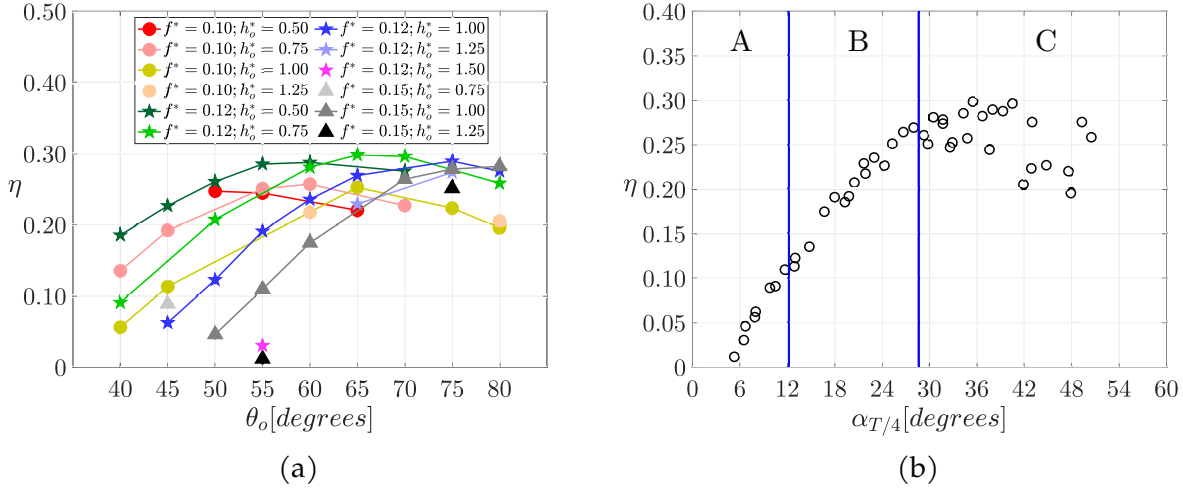 0.50
0.40
0.30
0.20
0.10
0
η
f* = 0.10; h*ₒ = 0.50
f* = 0.10; h*ₒ = 0.75
f* = 0.10; h*ₒ = 1.00
f* = 0.10; h*ₒ = 1.25
f* = 0.12; h*ₒ = 0.50
f* = 0.12; h*ₒ = 0.75
f* = 0.12; h*ₒ = 1.00
f* = 0.12; h*ₒ = 1.25
f* = 0.12; h*ₒ = 1.50
f* = 0.15; h*ₒ = 0.75
f* = 0.15; h*ₒ = 1.00
f* = 0.15; h*ₒ = 1.25
40 45 50 55 60 65 70 75 80
θₒ[degrees]
(a)
0.40
0.35
0.30
0.25
0.20
0.15
0.10
0.05
0
η
A B C
0 6 12 18 24 30 36 42 48 54 60
α_{T/4}[degrees]
(b)